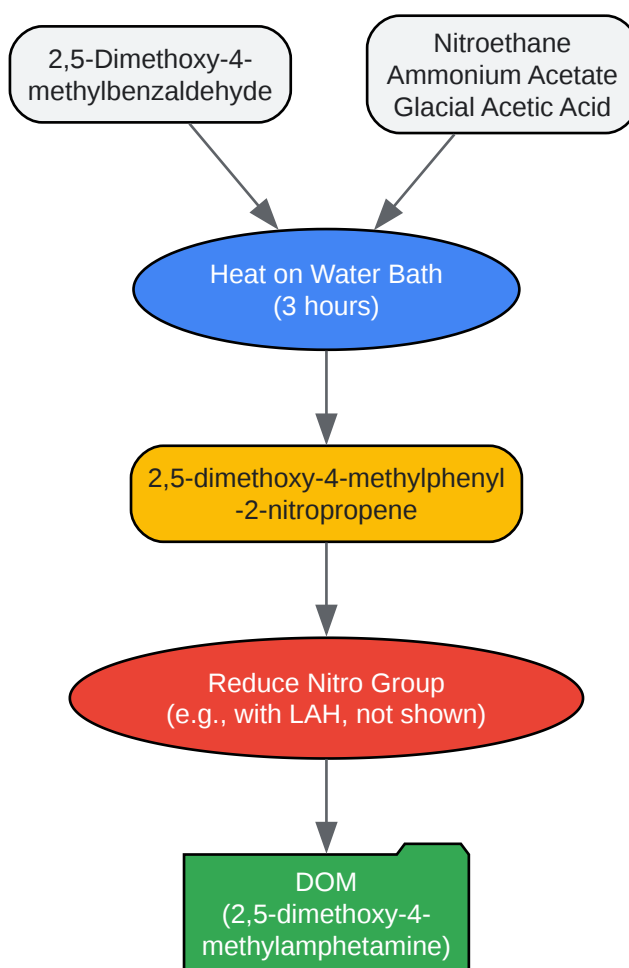 2,5-Dimethoxy-4-
methylbenzaldehyde
Nitroethane
Ammonium Acetate
Glacial Acetic Acid
Heat on Water Bath
(3 hours)
2,5-dimethoxy-4-methylphenyl
-2-nitropropene
Reduce Nitro Group
(e.g., with LAH, not shown)
DOM
(2,5-dimethoxy-4-
methylamphetamine)